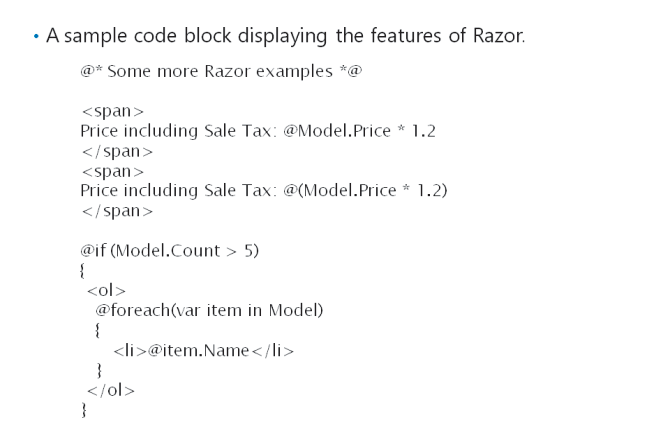 • A sample code block displaying the features of Razor.
@* Some more Razor examples *@
<span>
Price including Sale Tax: @Model.Price * 1.2
</span>
<span>
Price including Sale Tax: @(Model.Price * 1.2)
</span>
@if (Model.Count > 5)
{
<ol>
@foreach(var item in Model)
{
<li>@item.Name</li>
}
</ol>
}